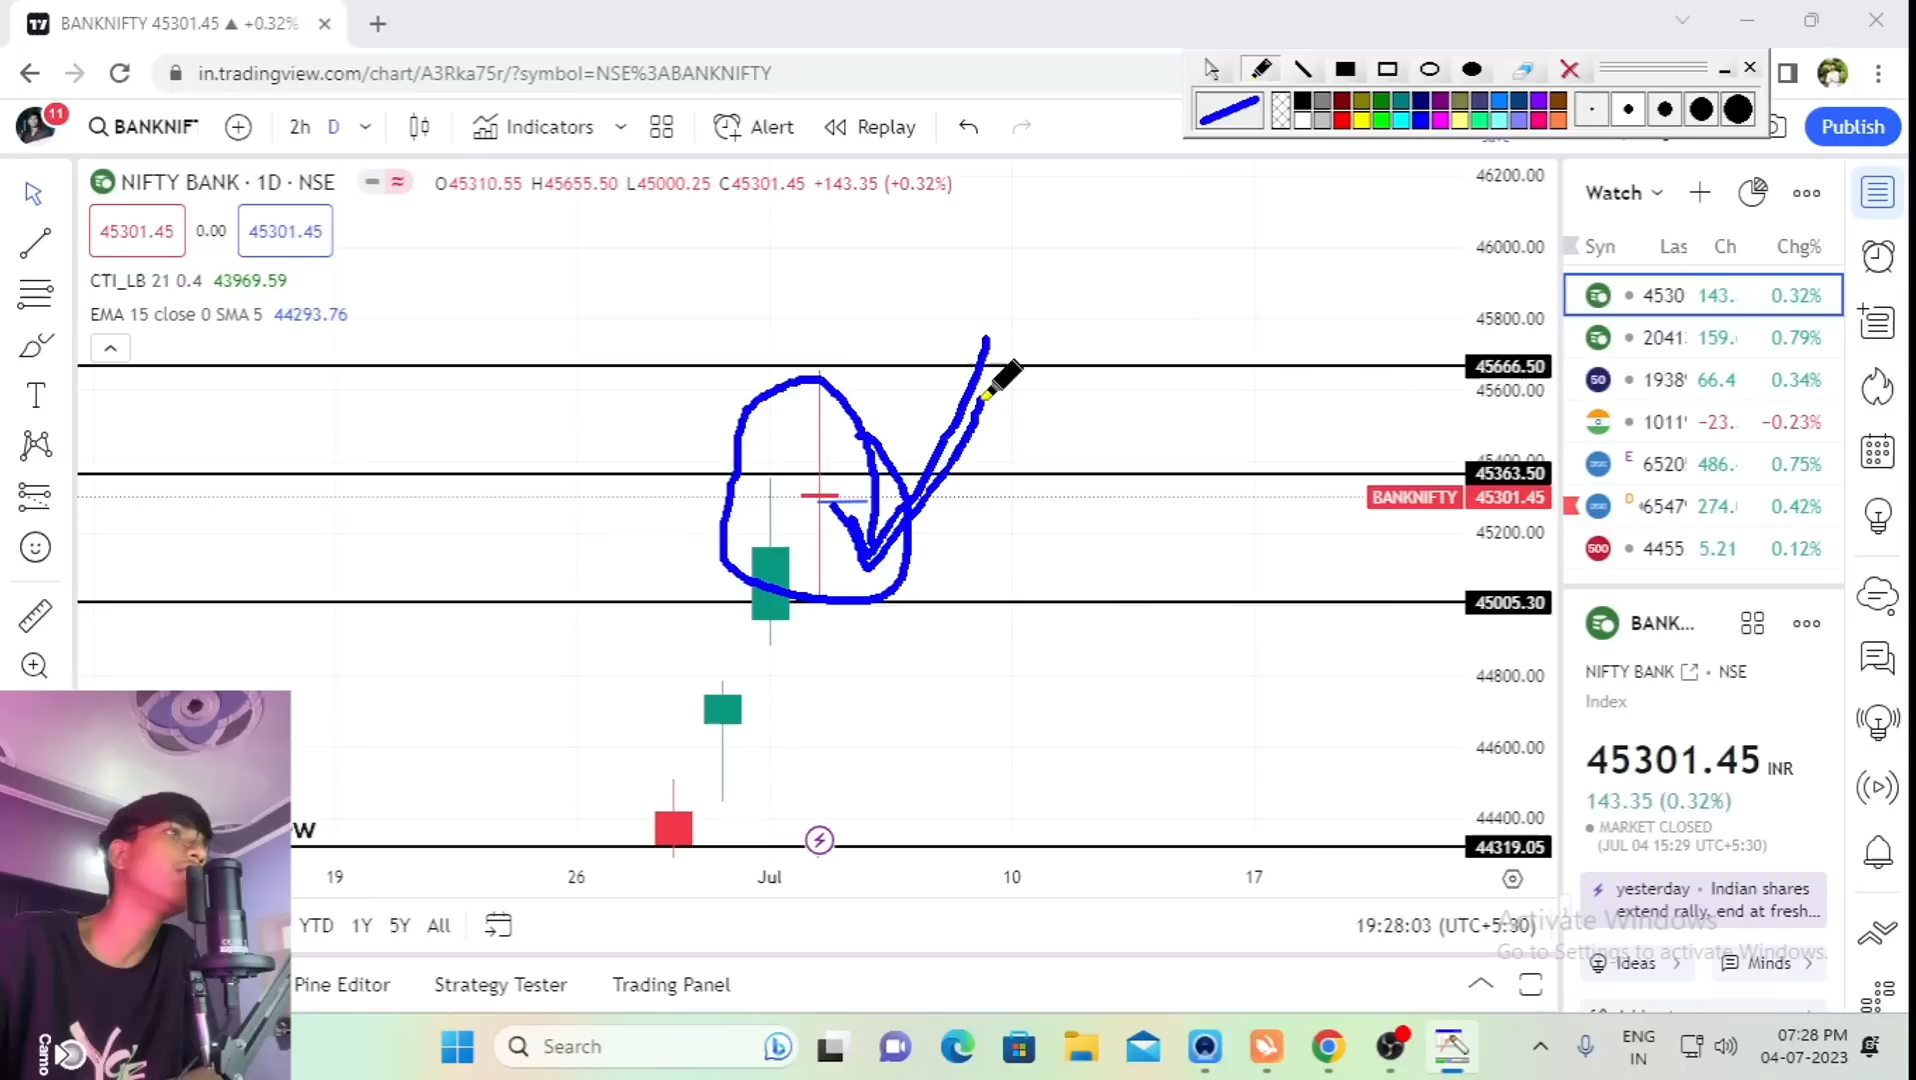 BANKNIFTY 45301.45 ▲ +0.32%
in.tradingview.com/chart/A3Rka75r/?symbol=NSE%3ABANKNIFTY
11
BANKNIF
2h D
Indicators
Alert
Replay
Publish
NIFTY BANK · 1D · NSE
O45310.55 H45655.50 L45000.25 C45301.45 +143.35 (+0.32%)
45301.45 0.00 45301.45
CTI_LB 21 0.4 43969.59
EMA 15 close 0 SMA 5 44293.76
46200.00
46000.00
45800.00
45666.50
45600.00
45363.50
BANKNIFTY 45301.45
45200.00
45005.30
44800.00
44600.00
44400.00
44319.05
W
19 26 Jul 10 17
YTD 1Y 5Y All
19:28:03 (UTC+5:30)
Pine Editor Strategy Tester Trading Panel
Watch
Syn Las Ch Chg%
4530 143. 0.32%
2041 159. 0.79%
50 1938 66.4 0.34%
1011 −23. −0.23%
E 6520 486. 0.75%
D 6547 274. 0.42%
500 4455 5.21 0.12%
BANK...
NIFTY BANK · NSE
Index
45301.45 INR
143.35 (0.32%)
MARKET CLOSED
(JUL 04 15:29 UTC+5:30)
yesterday · Indian shares
extend rally, end at fresh...
Activate Windows
Go to Settings to activate Windows.
Ideas Minds
Camo
Search
ENG
IN
07:28 PM
04-07-2023